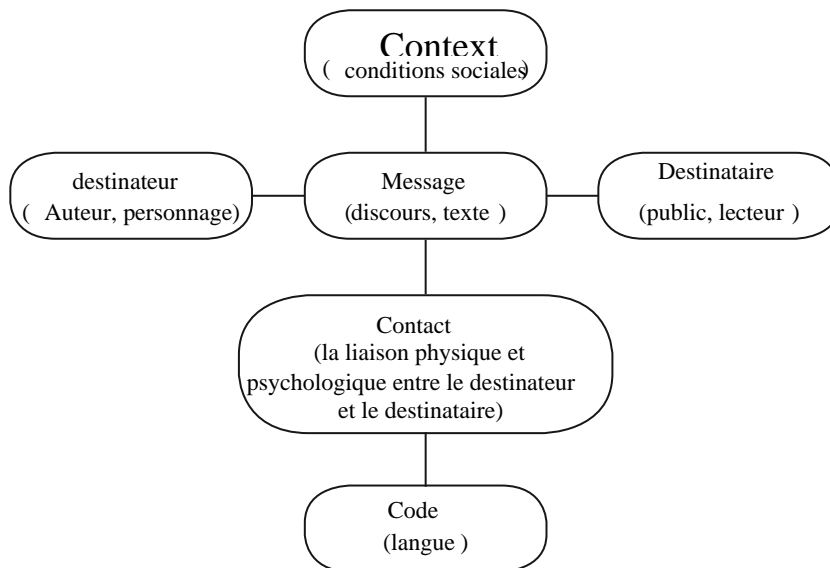 Context
( conditions sociales)
destinateur
( Auteur, personnage)
Message
(discours, texte )
Destinataire
(public, lecteur )
Contact
(la liaison physique et
psychologique entre le destinateur
et le destinataire)
Code
(langue )